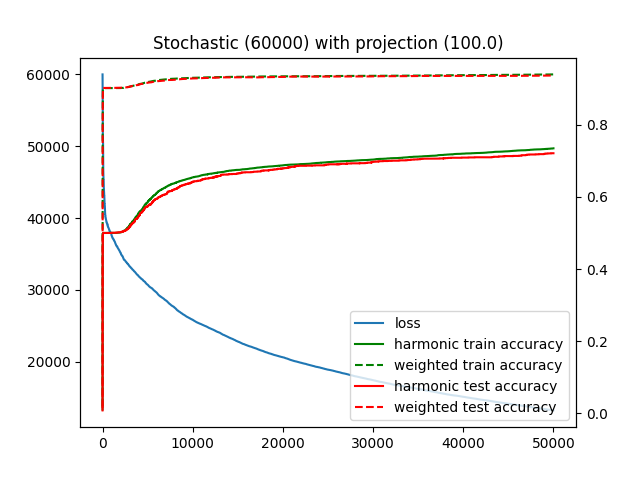 Stochastic (60000) with projection (100.0)
60000
50000
40000
30000
20000
0.8
0.6
0.4
0.2
0.0
loss
harmonic train accuracy
weighted train accuracy
harmonic test accuracy
weighted test accuracy
0 10000 20000 30000 40000 50000